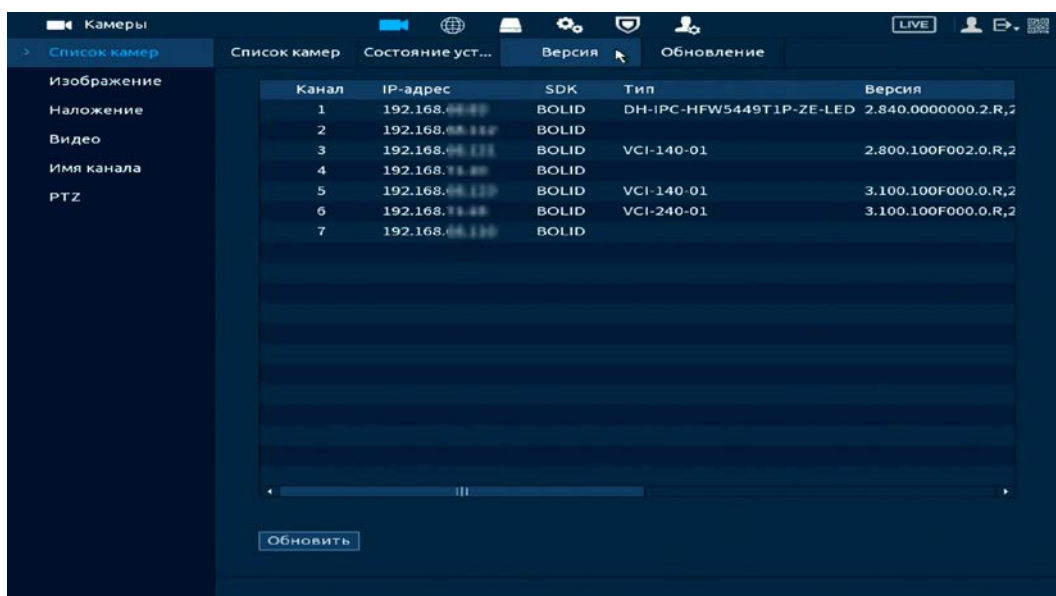 Камеры LIVE
Список камер Список камер Состояние уст... Версия Обновление
Изображение
Наложение
Видео
Имя канала
PTZ
Канал IP-адрес SDK Тип Версия
1 192.168. BOLID DH-IPC-HFW5449T1P-ZE-LED 2.840.0000000.2.R,2
2 192.168. BOLID
3 192.168. BOLID VCI-140-01 2.800.100F002.0.R,2
4 192.168. BOLID
5 192.168. BOLID VCI-140-01 3.100.100F000.0.R,2
6 192.168. BOLID VCI-240-01 3.100.100F000.0.R,2
7 192.168. BOLID
Обновить